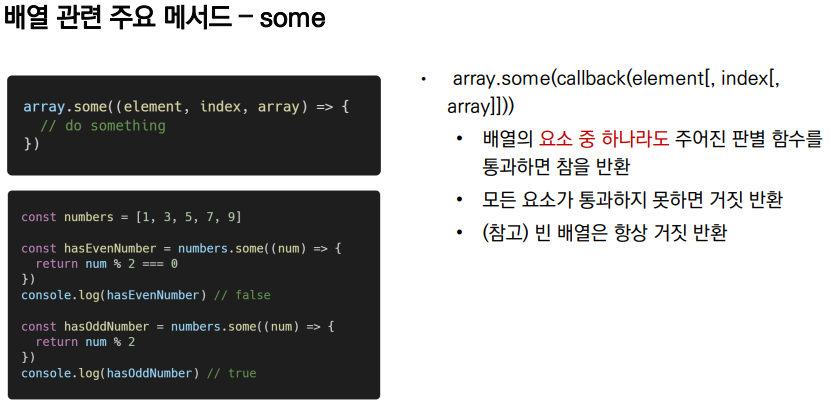 배열 관련 주요 메서드 – some
array.some((element, index, array) => {
  // do something
})
const numbers = [1, 3, 5, 7, 9]
const hasEvenNumber = numbers.some((num) => {
  return num % 2 === 0
})
console.log(hasEvenNumber) // false
const hasOddNumber = numbers.some((num) => {
  return num % 2
})
console.log(hasOddNumber) // true
• array.some(callback(element[, index[,
array]]))
• 배열의 요소 중 하나라도 주어진 판별 함수를
통과하면 참을 반환
• 모든 요소가 통과하지 못하면 거짓 반환
• (참고) 빈 배열은 항상 거짓 반환